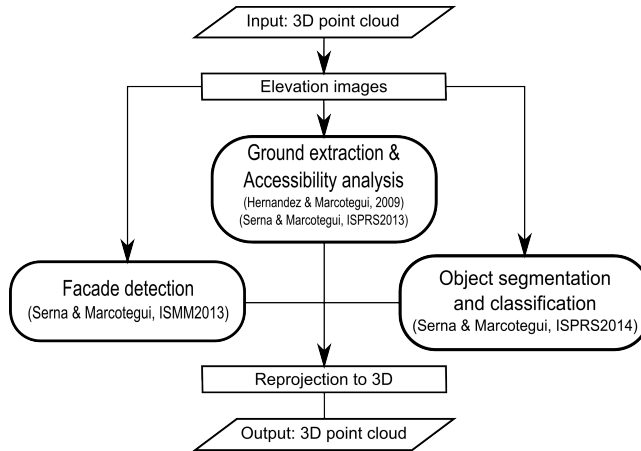 Input: 3D point cloud
Elevation images
Ground extraction &
Accessibility analysis
(Hernandez & Marcotegui, 2009)
(Serna & Marcotegui, ISPRS2013)
Facade detection
(Serna & Marcotegui, ISMM2013)
Object segmentation
and classification
(Serna & Marcotegui, ISPRS2014)
Reprojection to 3D
Output: 3D point cloud